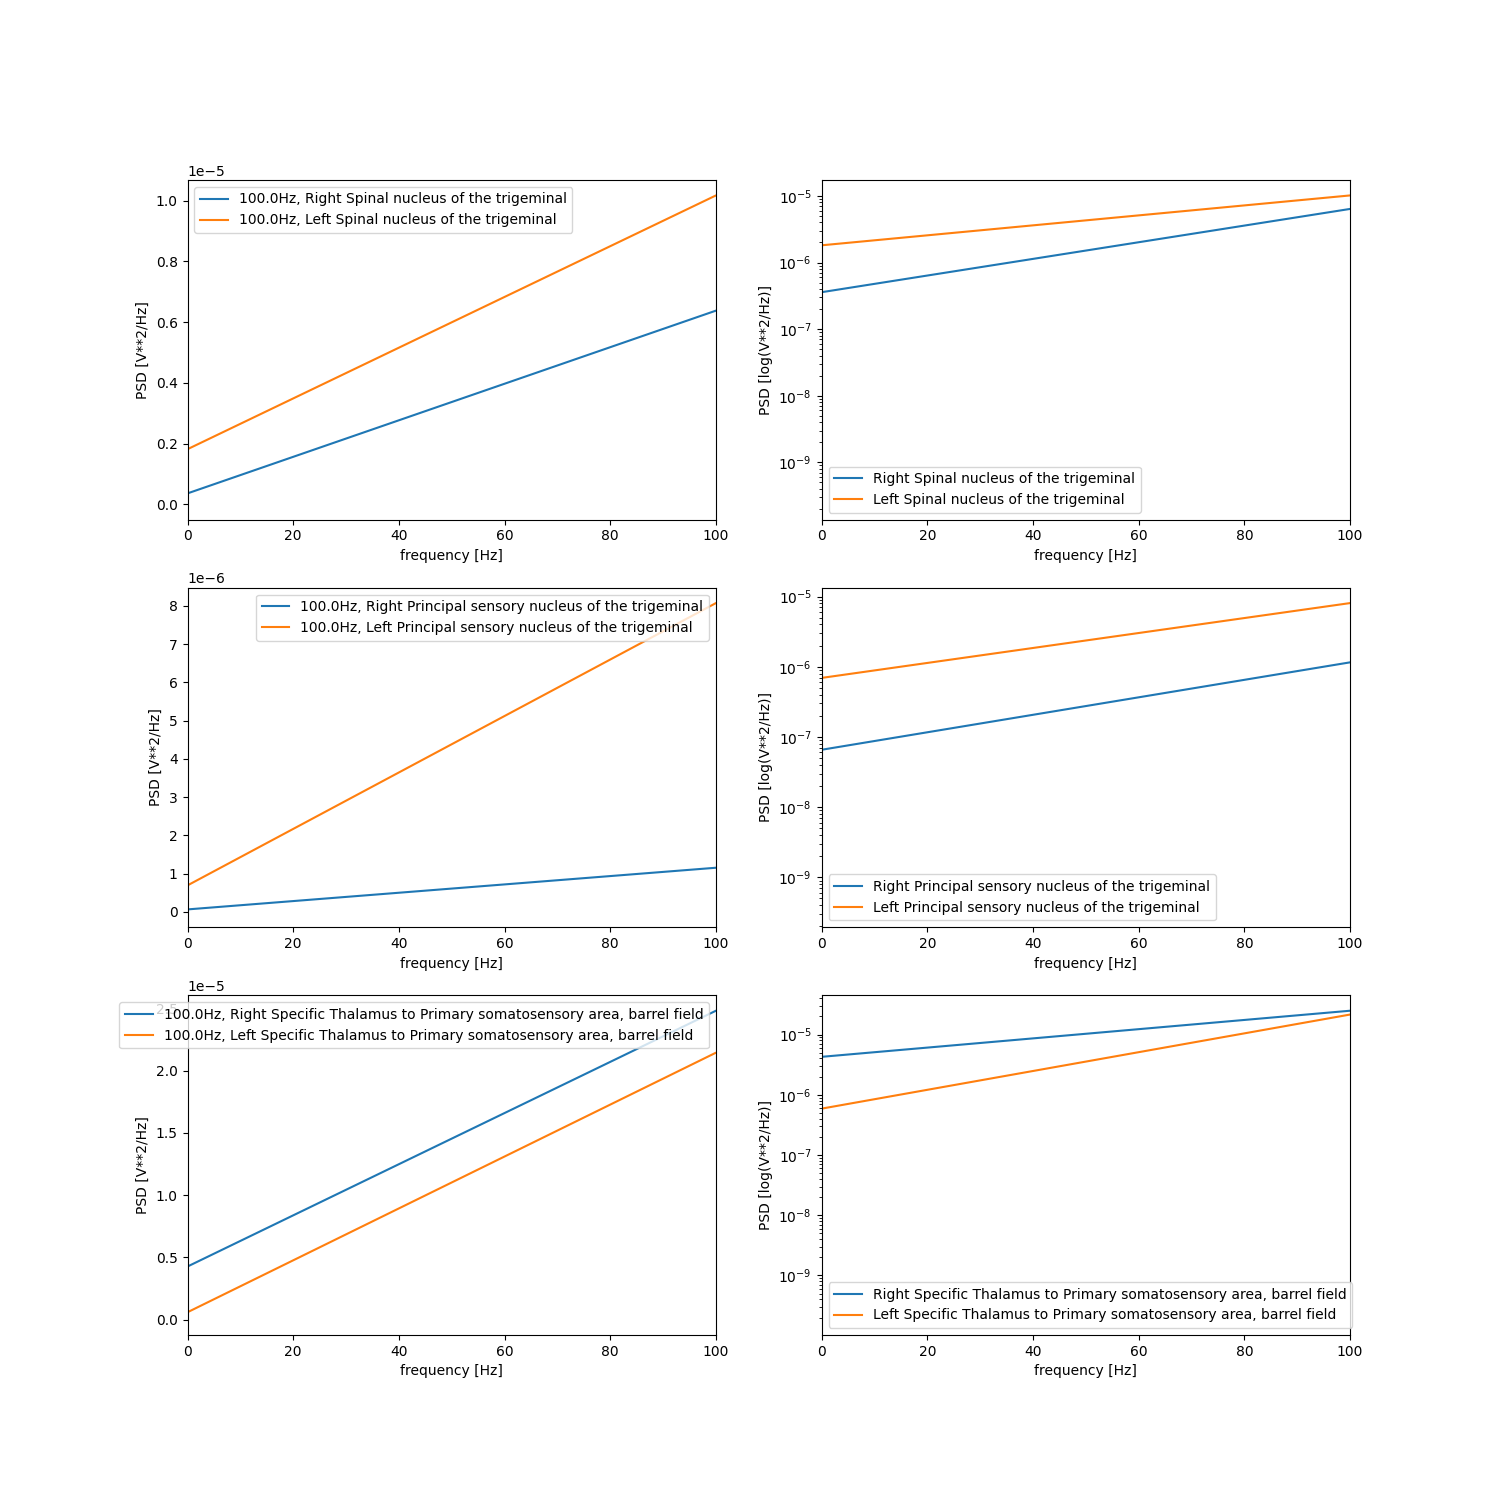 1e−5
100.0Hz, Right Spinal nucleus of the trigeminal
100.0Hz, Left Spinal nucleus of the trigeminal
1.0
0.8
0.6
0.4
0.2
0.0
PSD [V**2/Hz]
0 20 40 60 80 100
frequency [Hz]
10⁻⁵
10⁻⁶
10⁻⁷
10⁻⁸
10⁻⁹
PSD [log(V**2/Hz)]
Right Spinal nucleus of the trigeminal
Left Spinal nucleus of the trigeminal
0 20 40 60 80 100
frequency [Hz]
1e−6
100.0Hz, Right Principal sensory nucleus of the trigeminal
100.0Hz, Left Principal sensory nucleus of the trigeminal
8
7
6
5
4
3
2
1
0
PSD [V**2/Hz]
0 20 40 60 80 100
frequency [Hz]
10⁻⁵
10⁻⁶
10⁻⁷
10⁻⁸
10⁻⁹
PSD [log(V**2/Hz)]
Right Principal sensory nucleus of the trigeminal
Left Principal sensory nucleus of the trigeminal
0 20 40 60 80 100
frequency [Hz]
1e−5
100.0Hz, Right Specific Thalamus to Primary somatosensory area, barrel field
100.0Hz, Left Specific Thalamus to Primary somatosensory area, barrel field
2.5
2.0
1.5
1.0
0.5
0.0
PSD [V**2/Hz]
0 20 40 60 80 100
frequency [Hz]
10⁻⁵
10⁻⁶
10⁻⁷
10⁻⁸
10⁻⁹
PSD [log(V**2/Hz)]
Right Specific Thalamus to Primary somatosensory area, barrel field
Left Specific Thalamus to Primary somatosensory area, barrel field
0 20 40 60 80 100
frequency [Hz]